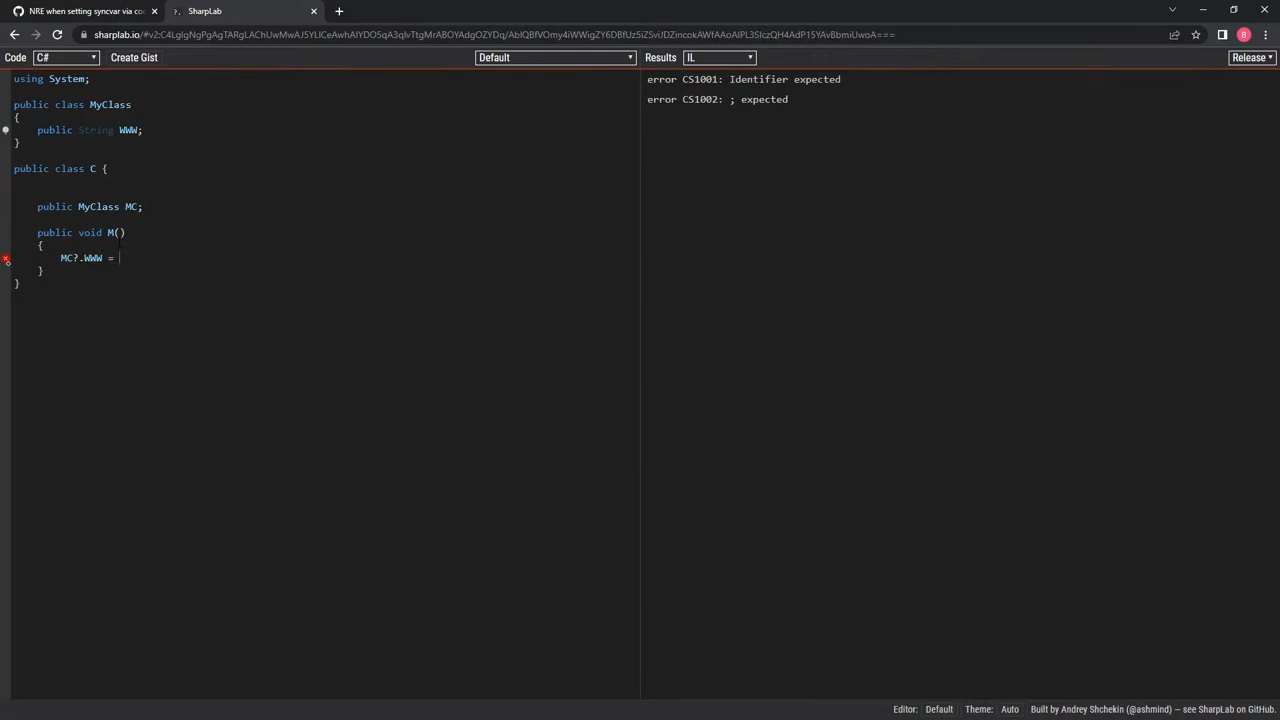 NRE when setting syncvar via co
SharpLab
sharplab.io/#v2:C4LgIgNgPgAgTARgLAChUwMwAJ5YLICeAwhAIYDO5qA3qIvTtgMrABOYAdgOZYDq/AblQBfVOmy4iWWigZY6DBfUz5iZSviJDZincokAWfAAoAlPL3SIczQH4AdP15YAvBbmiUwoA===
Code C# Create Gist Default Results IL Release
using System;
public class MyClass
{
public String WWW;
}
public class C {
public MyClass MC;
public void M()
{
MC?.WWW =
}
}
error CS1001: Identifier expected
error CS1002: ; expected
Editor: Default Theme: Auto Built by Andrey Shchekin (@ashmind) — see SharpLab on GitHub.